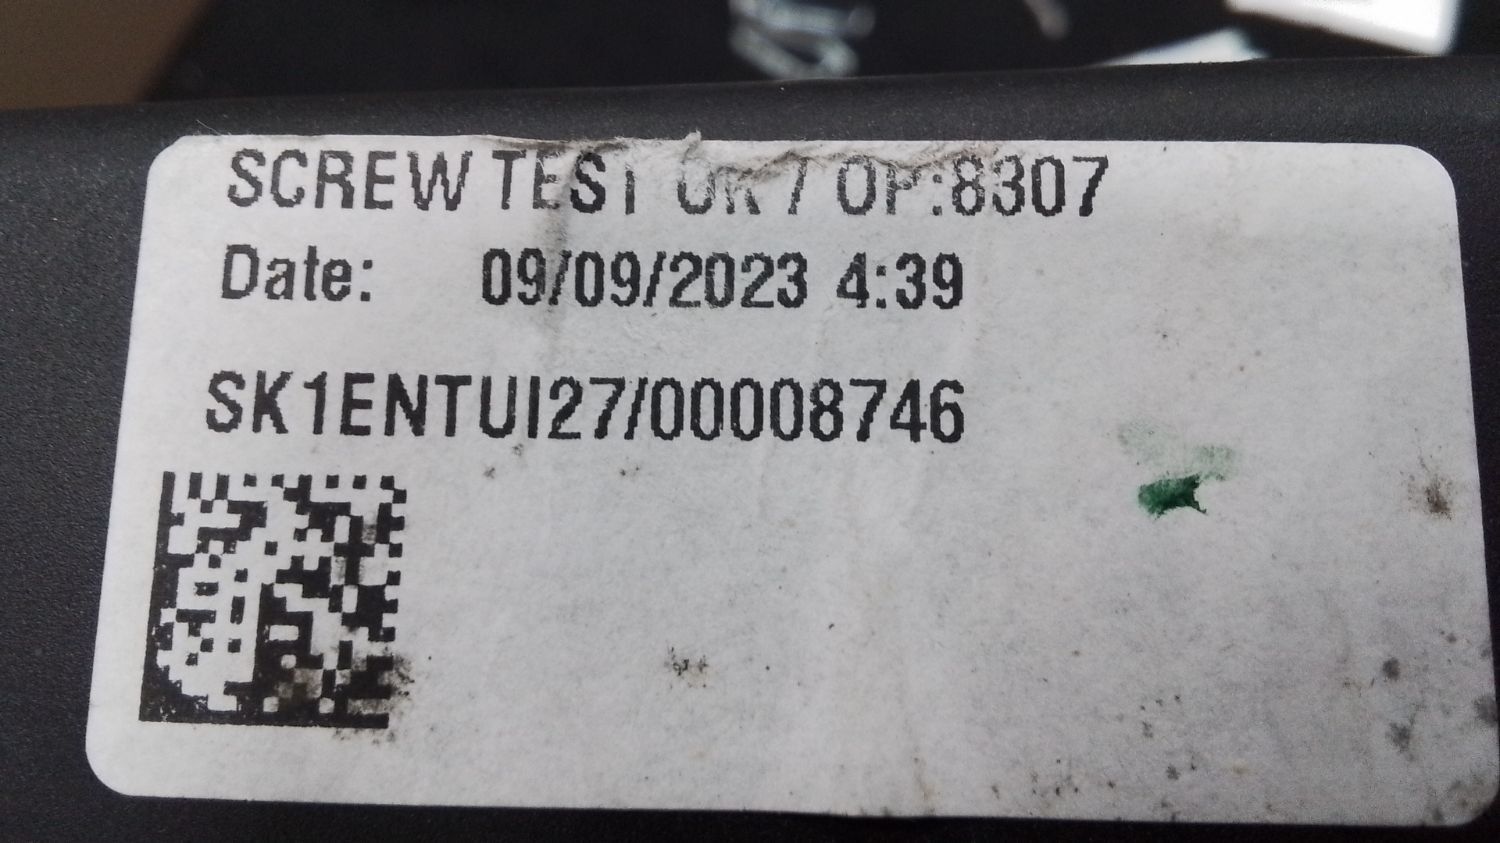 SCREW TEST OK / OP:8307
Date: 09/09/2023 4:39
SK1ENTUI27/00008746